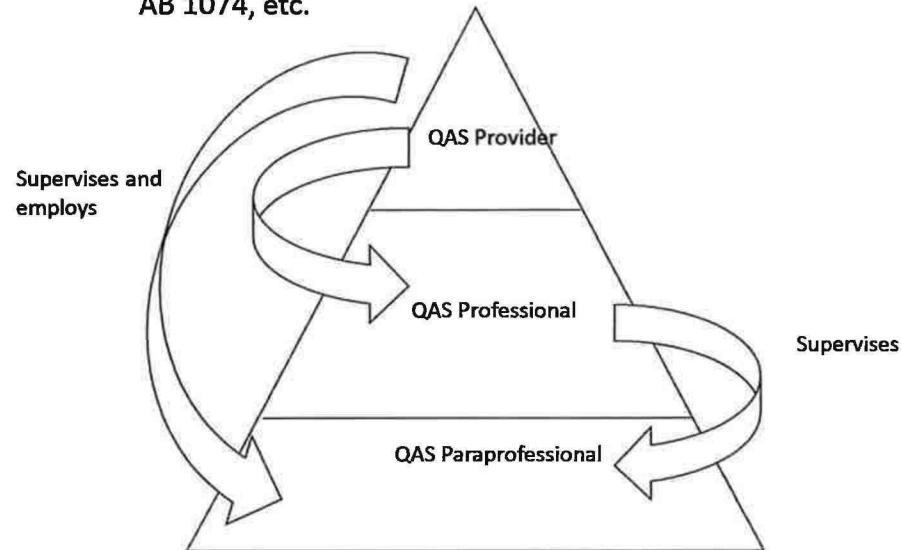 AB 1074, etc.
QAS Provider
Supervises and
employs
QAS Professional
Supervises
QAS Paraprofessional